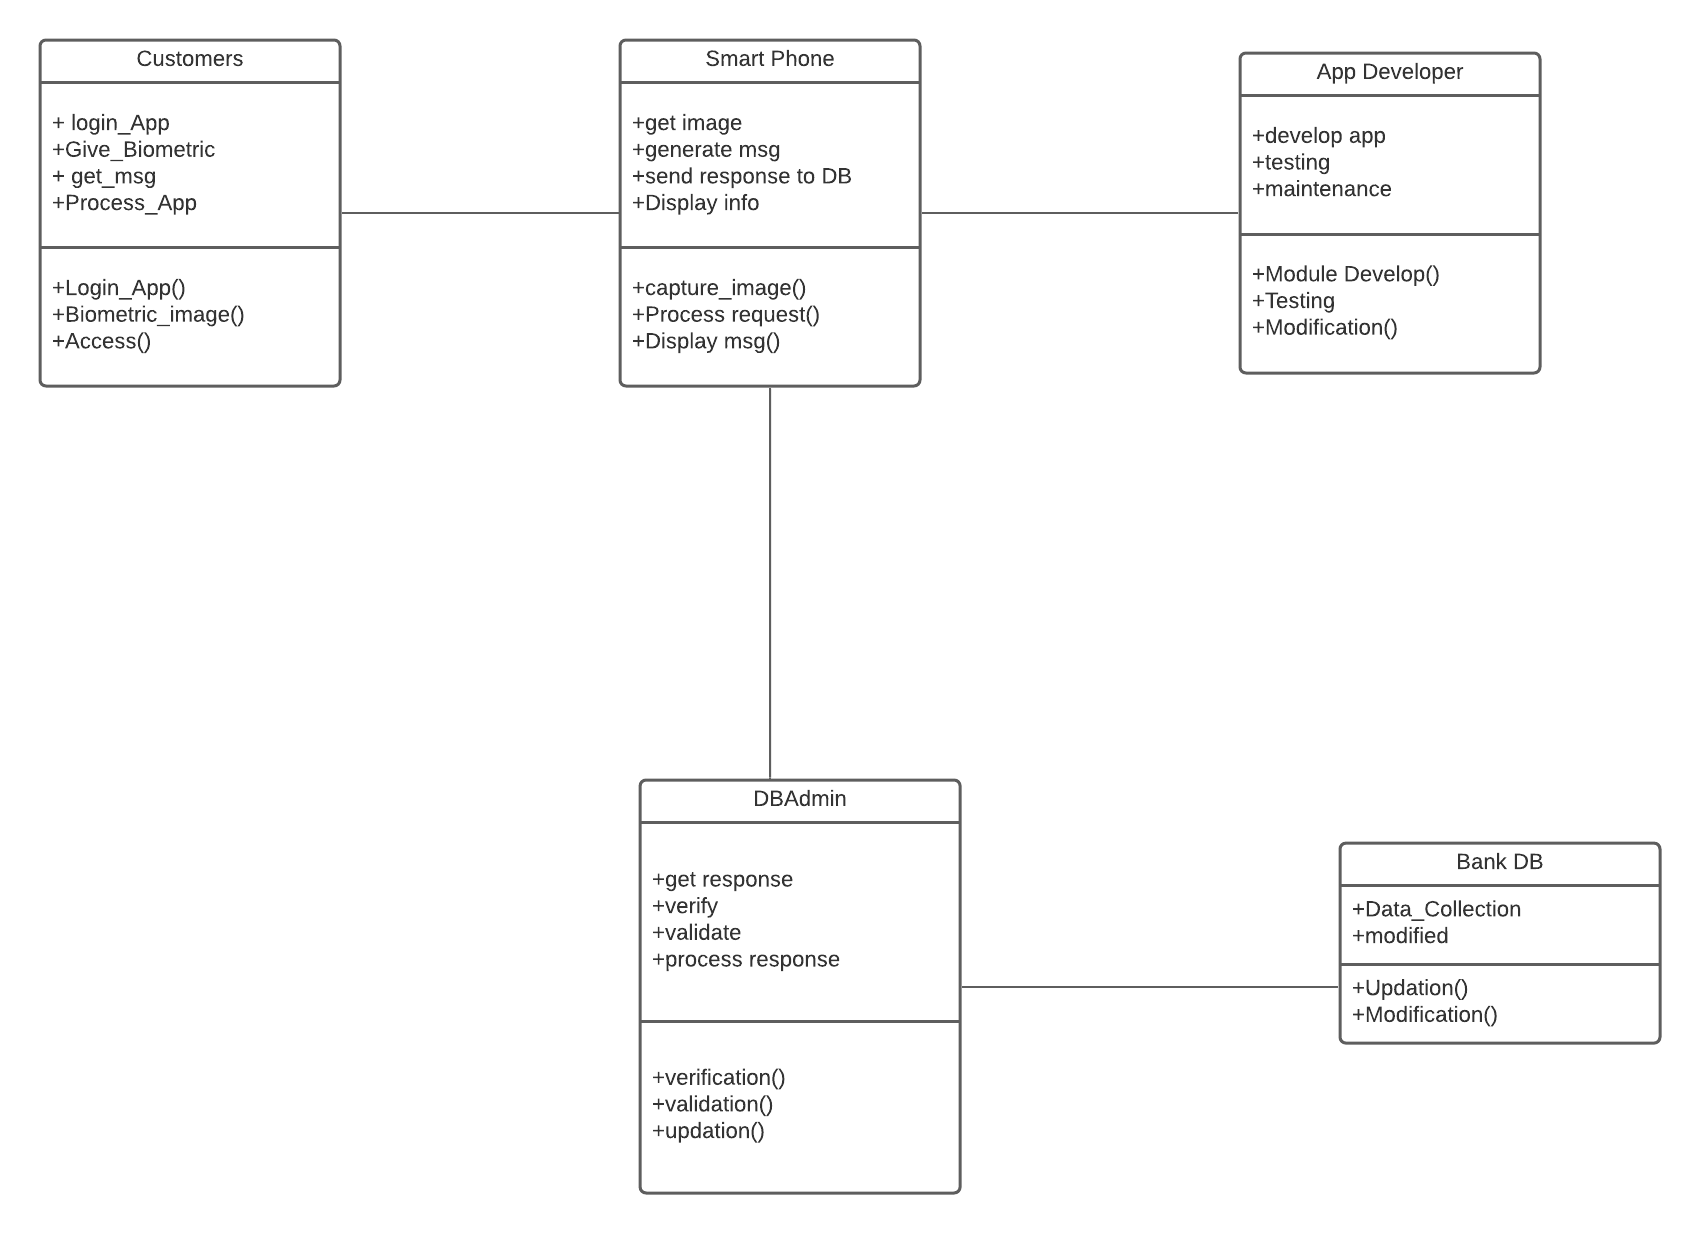 Customers
+ login_App
+Give_Biometric
+ get_msg
+Process_App
+Login_App()
+Biometric_image()
+Access()
Smart Phone
+get image
+generate msg
+send response to DB
+Display info
+capture_image()
+Process request()
+Display msg()
App Developer
+develop app
+testing
+maintenance
+Module Develop()
+Testing
+Modification()
DBAdmin
+get response
+verify
+validate
+process response
+verification()
+validation()
+updation()
Bank DB
+Data_Collection
+modified
+Updation()
+Modification()